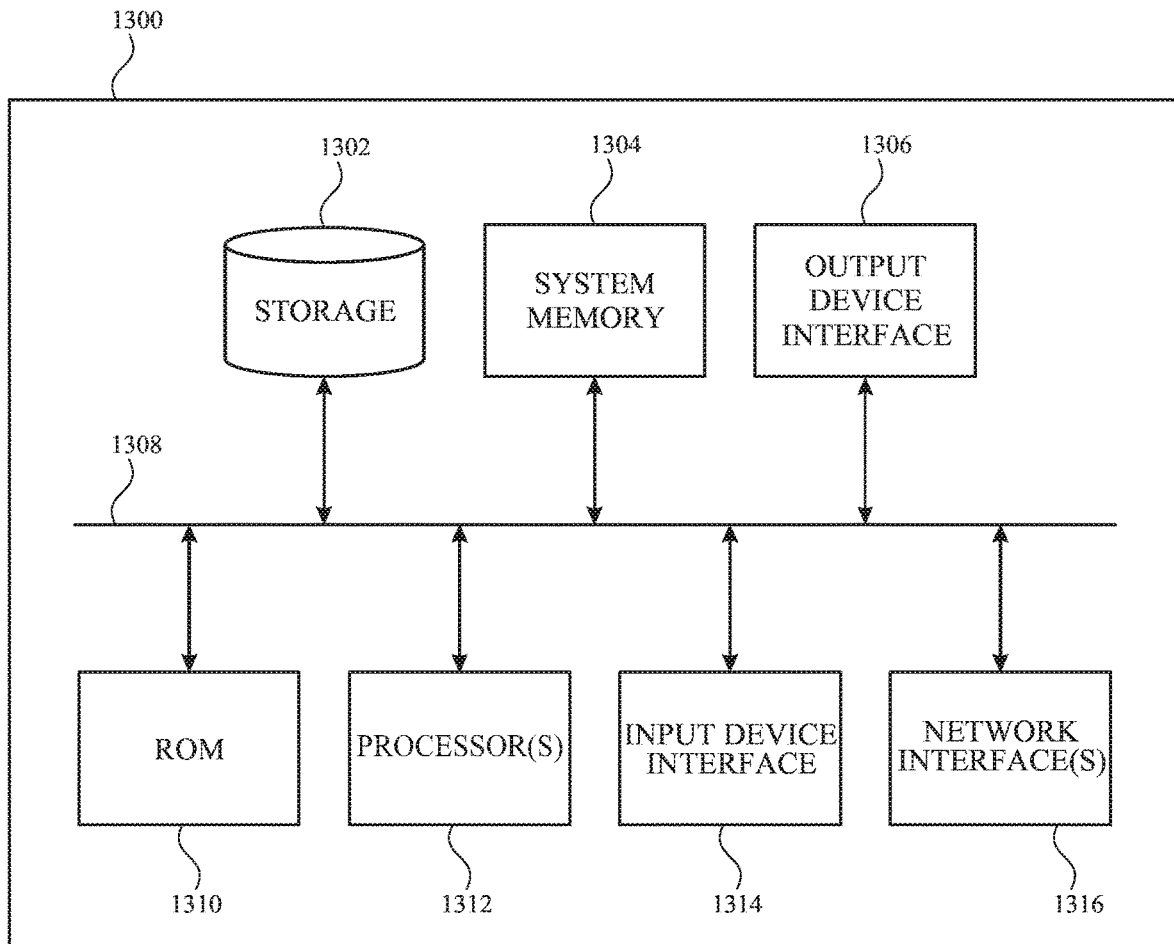 1300
1302
1304
1306
STORAGE
SYSTEM
MEMORY
OUTPUT
DEVICE
INTERFACE
1308
ROM
PROCESSOR(S)
INPUT DEVICE
INTERFACE
NETWORK
INTERFACE(S)
1310
1312
1314
1316